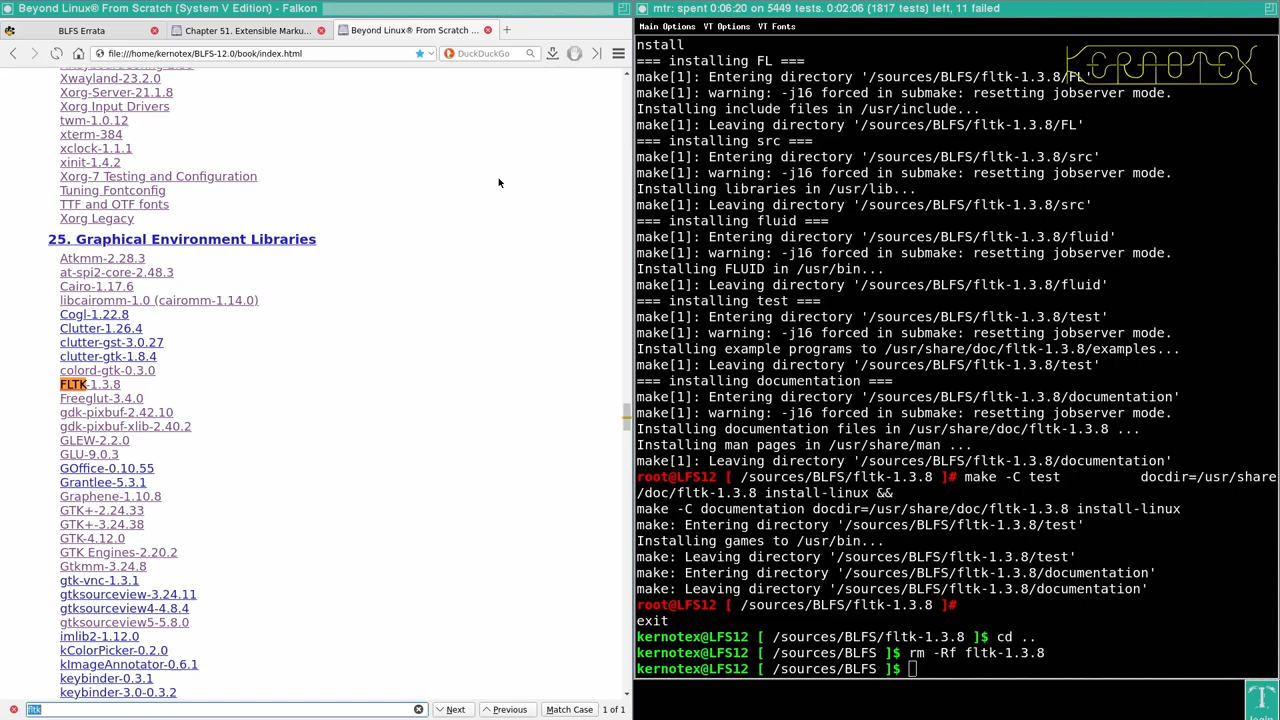 Beyond Linux® From Scratch (System V Edition) - Falkon
BLFS Errata
Chapter 51. Extending Marku...
Beyond Linux® From Scratch ...
file:///home/kernotex/BLFS-12.0/book/index.html
DuckDuckGo
Xwayland-23.2.0
Xorg-Server-21.1.8
Xorg Input Drivers
twm-1.0.12
xterm-384
xclock-1.1.1
xinit-1.4.2
Xorg-7 Testing and Configuration
Tuning Fontconfig
TTF and OTF fonts
Xorg Legacy
25. Graphical Environment Libraries
Atkmm-2.28.3
at-spi2-core-2.48.3
Cairo-1.17.6
libcairomm-1.0 (cairomm-1.14.0)
Cogl-1.22.8
Clutter-1.26.4
clutter-gst-3.0.27
clutter-gtk-1.8.4
colord-gtk-0.3.0
FLTK-1.3.8
Freeglut-3.4.0
gdk-pixbuf-2.42.10
gdk-pixbuf-xlib-2.40.2
GLEW-2.2.0
GLU-9.0.3
GOffice-0.10.55
Grantlee-5.3.1
Graphene-1.10.8
GTK+-2.24.33
GTK+-3.24.38
GTK-4.12.0
GTK Engines-2.20.2
Gtkmm-3.24.8
gtk-vnc-1.3.1
gtksourceview-3.24.11
gtksourceview4-4.8.4
gtksourceview5-5.8.0
imlib2-1.12.0
kColorPicker-0.2.0
kImageAnnotator-0.6.1
keybinder-0.3.1
keybinder-3.0-0.3.2
fltk
Next
Previous
Match Case
1 of 1
mtr: spent 0:06:20 on 5449 tests. 0:02:06 (1817 tests) left, 11 failed
Main Options VT Options VT Fonts
KERNOTEX
nstall
=== installing FL ===
make[1]: Entering directory '/sources/BLFS/fltk-1.3.8/FL'
make[1]: warning: -j16 forced in submake: resetting jobserver mode.
Installing include files in /usr/include...
make[1]: Leaving directory '/sources/BLFS/fltk-1.3.8/FL'
=== installing src ===
make[1]: Entering directory '/sources/BLFS/fltk-1.3.8/src'
make[1]: warning: -j16 forced in submake: resetting jobserver mode.
Installing libraries in /usr/lib...
make[1]: Leaving directory '/sources/BLFS/fltk-1.3.8/src'
=== installing fluid ===
make[1]: Entering directory '/sources/BLFS/fltk-1.3.8/fluid'
make[1]: warning: -j16 forced in submake: resetting jobserver mode.
Installing FLUID in /usr/bin...
make[1]: Leaving directory '/sources/BLFS/fltk-1.3.8/fluid'
=== installing test ===
make[1]: Entering directory '/sources/BLFS/fltk-1.3.8/test'
make[1]: warning: -j16 forced in submake: resetting jobserver mode.
Installing example programs to /usr/share/doc/fltk-1.3.8/examples...
make[1]: Leaving directory '/sources/BLFS/fltk-1.3.8/test'
=== installing documentation ===
make[1]: Entering directory '/sources/BLFS/fltk-1.3.8/documentation'
make[1]: warning: -j16 forced in submake: resetting jobserver mode.
Installing documentation files in /usr/share/doc/fltk-1.3.8 ...
Installing man pages in /usr/share/man ...
make[1]: Leaving directory '/sources/BLFS/fltk-1.3.8/documentation'
root@LFS12 [ /sources/BLFS/fltk-1.3.8 ]# make -C test          docdir=/usr/share
/doc/fltk-1.3.8 install-linux &&
make -C documentation docdir=/usr/share/doc/fltk-1.3.8 install-linux
make: Entering directory '/sources/BLFS/fltk-1.3.8/test'
Installing games to /usr/bin...
make: Leaving directory '/sources/BLFS/fltk-1.3.8/test'
make: Entering directory '/sources/BLFS/fltk-1.3.8/documentation'
make: Leaving directory '/sources/BLFS/fltk-1.3.8/documentation'
root@LFS12 [ /sources/BLFS/fltk-1.3.8 ]#
exit
kernotex@LFS12 [ /sources/BLFS/fltk-1.3.8 ]$ cd ..
kernotex@LFS12 [ /sources/BLFS ]$ rm -Rf fltk-1.3.8
kernotex@LFS12 [ /sources/BLFS ]$
login